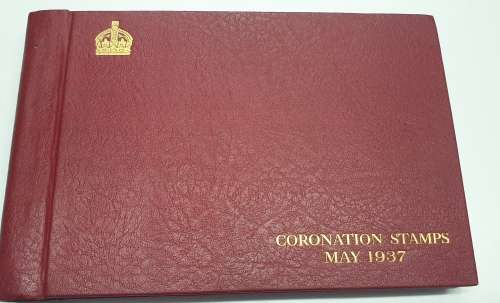 CORONATION STAMPS
MAY 1937